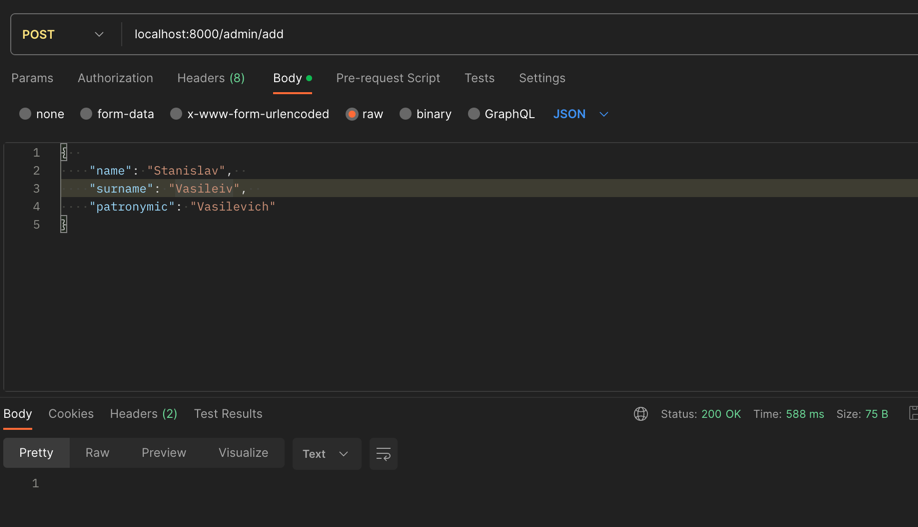 POST localhost:8000/admin/add
Params Authorization Headers (8) Body Pre-request Script Tests Settings
none form-data x-www-form-urlencoded raw binary GraphQL JSON
1 {
2 "name": "Stanislav",
3 "surname": "Vasileiv",
4 "patronymic": "Vasilevich"
5 }
Body Cookies Headers (2) Test Results Status: 200 OK Time: 588 ms Size: 75 B
Pretty Raw Preview Visualize Text
1